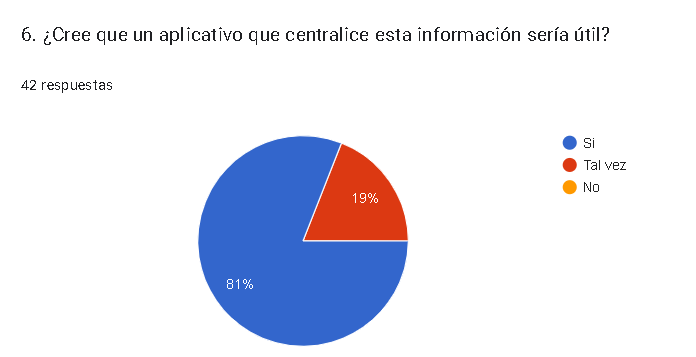 6. ¿Cree que un aplicativo que centralice esta información sería útil?
42 respuestas
Si
Tal vez
No
19%
81%